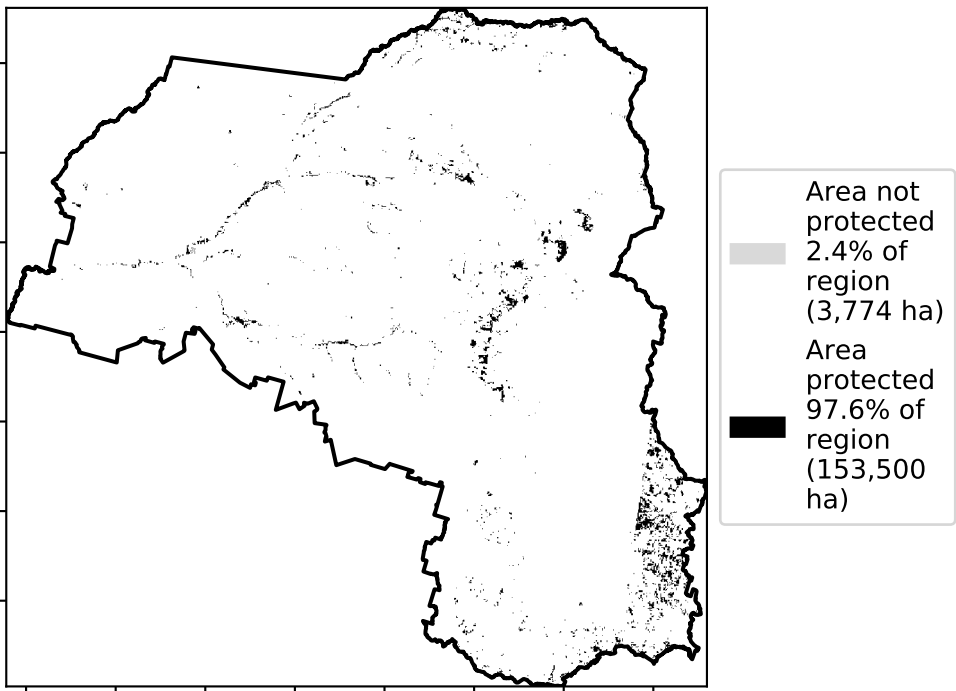 Area not
protected
2.4% of
region
(3,774 ha)
Area
protected
97.6% of
region
(153,500
ha)